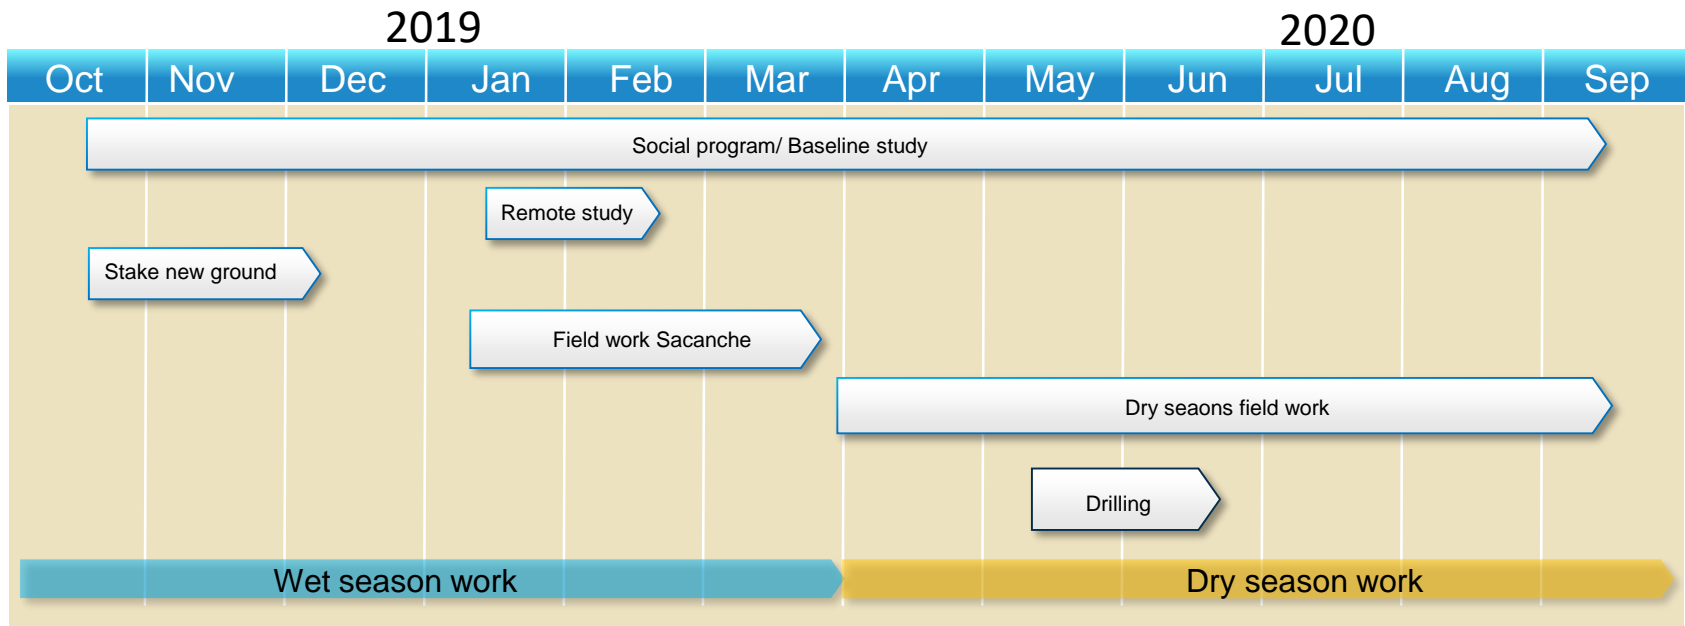 2019 2020
Oct Nov Dec Jan Feb Mar Apr May Jun Jul Aug Sep
Social program/ Baseline study
Remote study
Stake new ground
Field work Sacanche
Dry seaons field work
Drilling
Wet season work Dry season work